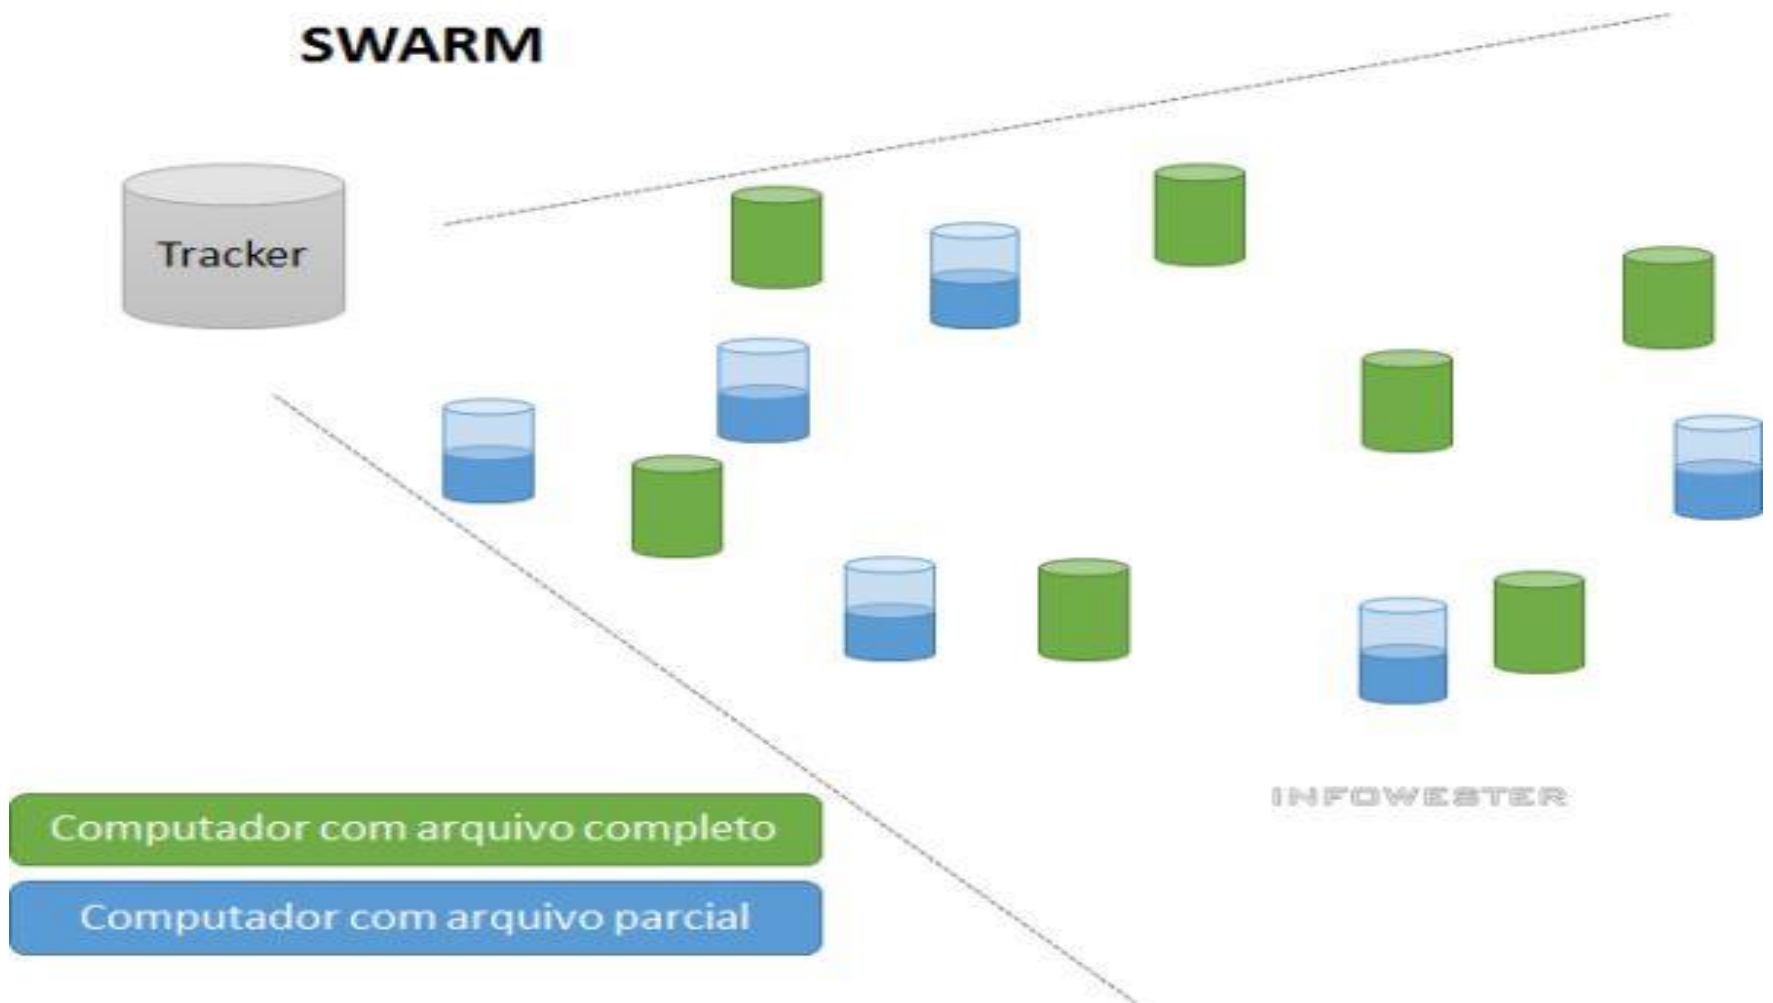 SWARM
Tracker
Computador com arquivo completo
Computador com arquivo parcial
INFOWESTER